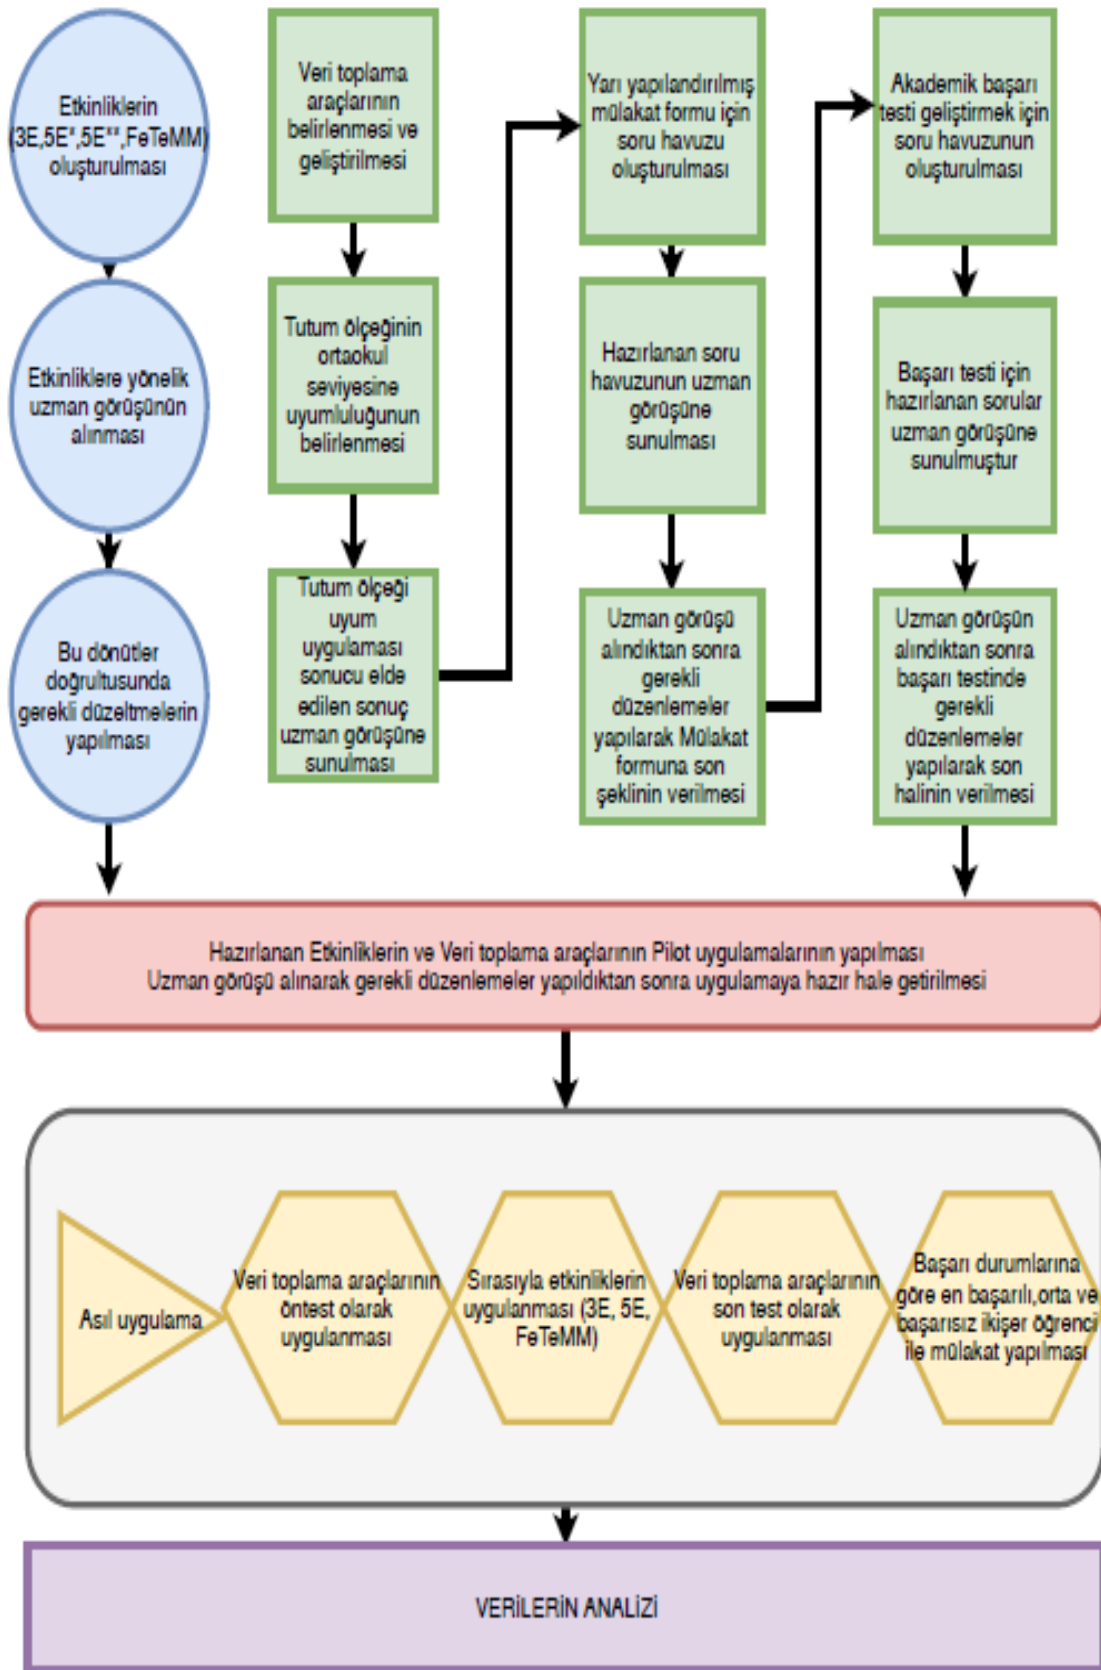 Etkinliklerin
(3E,5E*,5E**,FeTeMM)
oluşturulması
Etkinliklere yönelik
uzman görüşünün
alınması
Bu dönütler
doğrultusunda
gerekli düzeltmelerin
yapılması
Veri toplama
araçlarının
belirlenmesi ve
geliştirilmesi
Tutum ölçeğinin
ortaokul
seviyesine
uyumluluğunun
belirlenmesi
Tutum ölçeği
uyum
uygulaması
sonucu elde
edilen sonuç
uzman görüşüne
sunulması
Yarı yapılandırılmış
mülakat formu için
soru havuzu
oluşturulması
Hazırlanan soru
havuzunun uzman
görüşüne
sunulması
Uzman görüşü
alındıktan sonra
gerekli
düzenlemeler
yapılarak Mülakat
formuna son
şeklinin verilmesi
Akademik başarı
testi geliştirmek için
soru havuzunun
oluşturulması
Başarı testi için
hazırlanan sorular
uzman görüşüne
sunulmuştur
Uzman görüşün
alındıktan sonra
başarı testinde
gerekli
düzenlemeler
yapılarak son
halinin verilmesi
Hazırlanan Etkinliklerin ve Veri toplama araçlarının Pilot uygulamalarının yapılması
Uzman görüşü alınarak gerekli düzenlemeler yapıldıktan sonra uygulamaya hazır hale getirilmesi
Asıl uygulama
Veri toplama araçlarının
öntest olarak
uygulanması
Sırasıyla etkinliklerin
uygulanması (3E, 5E,
FeTeMM)
Veri toplama araçlarının
son test olarak
uygulanması
Başarı durumlarına
göre en başarılı,orta ve
başarısız ikişer öğrenci
ile mülakat yapılması
VERİLERİN ANALİZİ